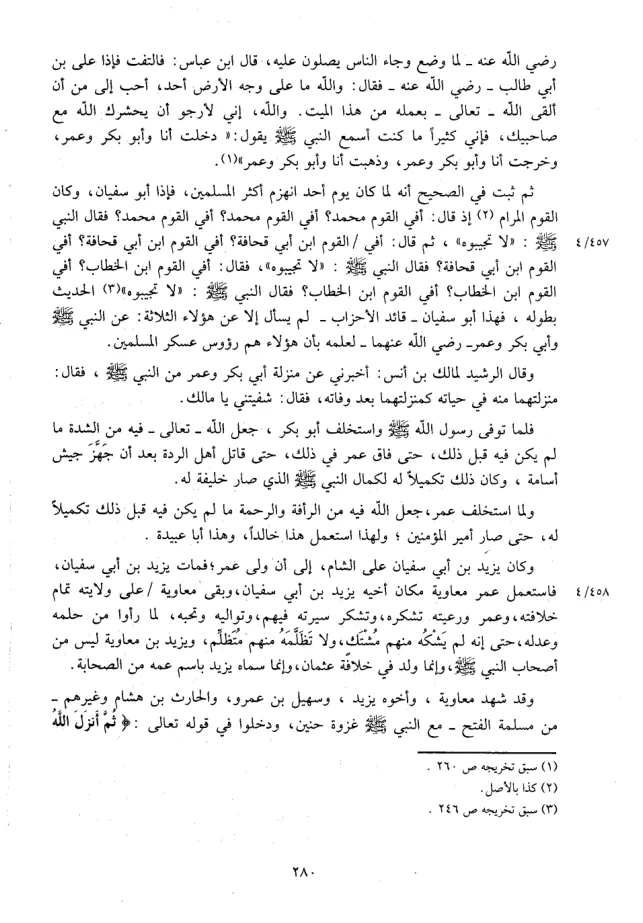 رضي الله عنه ـ لما وضع وجاء الناس يصلون عليه، قال ابن عباس: فالتفت فإذا على بن
أبي طالب ـ رضي الله عنه ـ فقال: والله ما على وجه الأرض أحد، أحب إلى من أن
ألقى الله ـ تعالى ـ بعمله من هذا الميت. والله، إني لأرجو أن يحشرك الله مع
صاحبيك، فإني كثيراً ما كنت أسمع النبي ﷺ يقول: «دخلت أنا وأبو بكر وعمر،
وخرجت أنا وأبو بكر وعمر، وذهبت أنا وأبو بكر وعمر»(١).
ثم ثبت في الصحيح أنه لما كان يوم أحد انهزم أكثر المسلمين، فإذا أبو سفيان، وكان
القوم المرام (٢) إذ قال: أفي القوم محمد؟ أفي القوم محمد؟ أفي القوم محمد؟ فقال النبي
ﷺ : «لا تجيبوه» ، ثم قال: أفي / القوم ابن أبي قحافة؟ أفي القوم ابن أبي قحافة؟ أفي
٤/٤٥٧
القوم ابن أبي قحافة؟ فقال النبي ﷺ : «لا تجيبوه»، فقال: أفي القوم ابن الخطاب؟ أفي
القوم ابن الخطاب؟ أفي القوم ابن الخطاب؟ فقال النبي ﷺ : «لا تجيبوه»(٣) الحديث
بطوله ، فهذا أبو سفيان ـ قائد الأحزاب ـ لم يسأل إلا عن هؤلاء الثلاثة: عن النبي ﷺ
وأبي بكر وعمر ـ رضي الله عنهما ـ لعلمه بأن هؤلاء هم رؤوس عسكر المسلمين.
وقال الرشيد لمالك بن أنس: أخبرني عن منزلة أبي بكر وعمر من النبي ﷺ ، فقال:
منزلتهما منه في حياته كمنزلتهما بعد وفاته، فقال: شفيتني يا مالك.
فلما توفى رسول الله ﷺ واستخلف أبو بكر ، جعل الله ـ تعالى ـ فيه من الشدة ما
لم يكن فيه قبل ذلك، حتى فاق عمر في ذلك، حتى قاتل أهل الردة بعد أن جَهَّزَ جيش
أسامة ، وكان ذلك تكميلاً له لكمال النبي ﷺ الذي صار خليفة له.
ولما استخلف عمر، جعل الله فيه من الرأفة والرحمة ما لم يكن فيه قبل ذلك تكميلاً
له، حتى صار أمير المؤمنين ؛ ولهذا استعمل هذا خالداً، وهذا أبا عبيدة .
وكان يزيد بن أبي سفيان على الشام، إلى أن ولى عمر؛ فمات يزيد بن أبي سفيان،
فاستعمل عمر معاوية مكان أخيه يزيد بن أبي سفيان، وبقى معاوية / على ولايته تمام
٤/٤٥٨
خلافته، وعمر ورعيته تشكره، وتشكر سيرته فيهم، وتواليه وتحبه، لما رأوا من حلمه
وعدله، حتى إنه لم يَشْكُه منهم مُشْتَك، ولا تَظَلَّمَهُ منهم مُتَظَلِّم، ويزيد بن معاوية ليس من
أصحاب النبي ﷺ، وإنما ولد في خلافة عثمان، وإنما سماه يزيد باسم عمه من الصحابة.
وقد شهد معاوية ، وأخوه يزيد ، وسهيل بن عمرو، والحارث بن هشام وغيرهم ـ
من مسلمة الفتح ـ مع النبي ﷺ غزوة حنين، ودخلوا في قوله تعالى : ﴿ ثُمَّ أَنزَلَ اللَّهُ
(١) سبق تخريجه ص ٢٦٠ .
(٢) كذا بالأصل.
(٣) سبق تخريجه ص ٢٤٦ .
٢٨٠